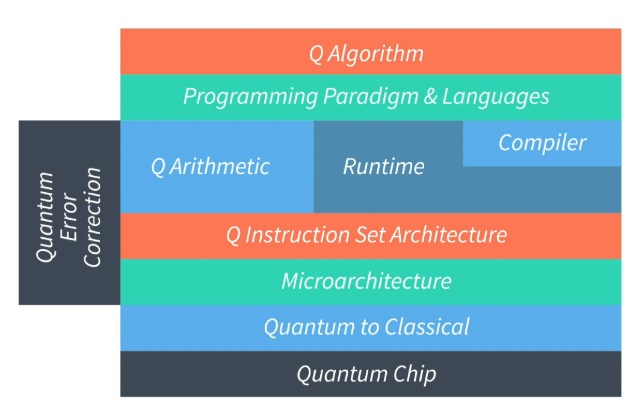 Q Algorithm
Programming Paradigm & Languages
Quantum
Error
Correction
Q Arithmetic
Runtime
Compiler
Q Instruction Set Architecture
Microarchitecture
Quantum to Classical
Quantum Chip